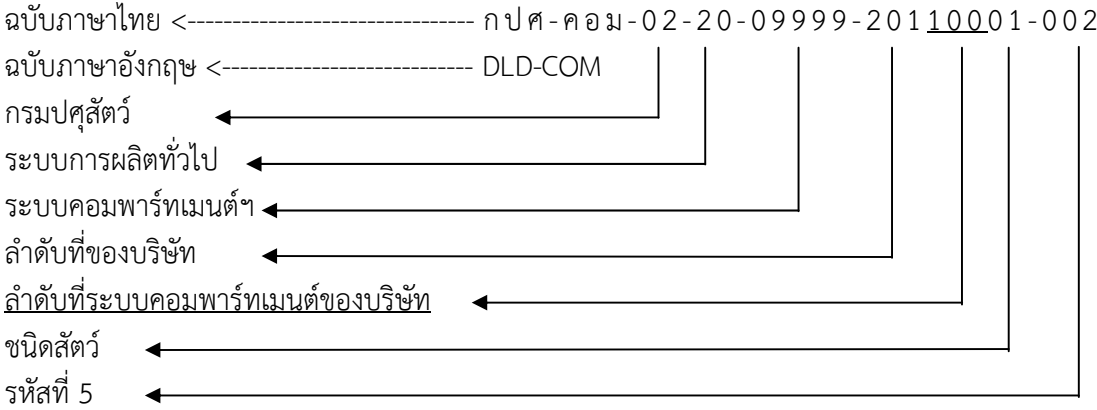 ฉบับภาษาไทย <--------------------------------- กปศ-คอม-02-20-09999-20110001-002
ฉบับภาษาอังกฤษ <----------------------------- DLD-COM
กรมปศุสัตว์
ระบบการผลิตทั่วไป
ระบบคอมพาร์ทเมนต์ฯ
ลำดับที่ของบริษัท
ลำดับที่ระบบคอมพาร์ทเมนต์ของบริษัท
ชนิดสัตว์
รหัสที่ 5